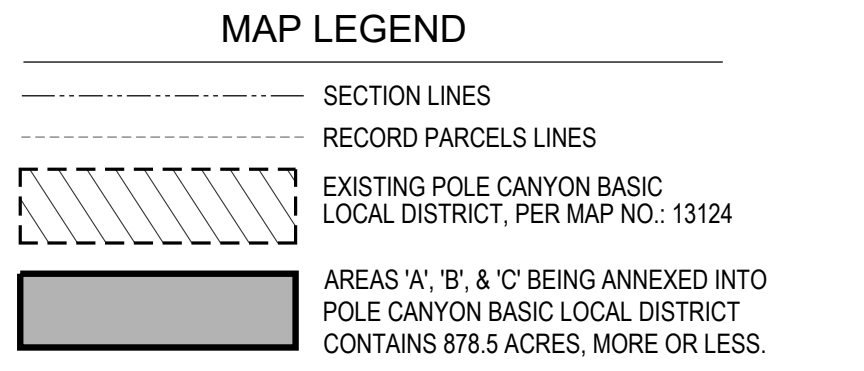 MAP LEGEND
SECTION LINES
RECORD PARCELS LINES
EXISTING POLE CANYON BASIC
LOCAL DISTRICT, PER MAP NO.: 13124
AREAS 'A', 'B', & 'C' BEING ANNEXED INTO
POLE CANYON BASIC LOCAL DISTRICT
CONTAINS 878.5 ACRES, MORE OR LESS.